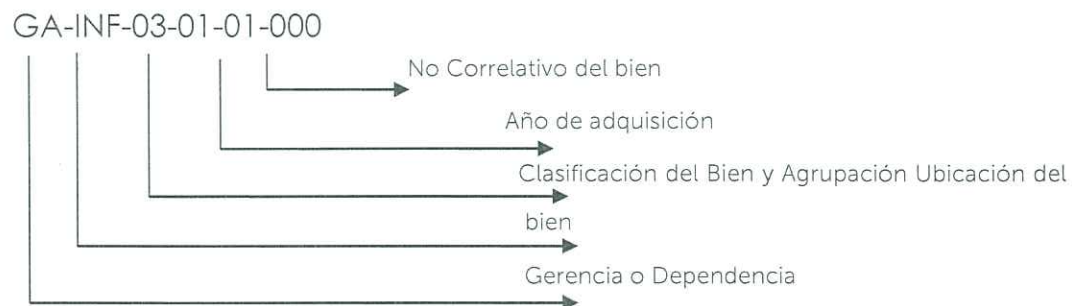 GA-INF-03-01-01-000
No Correlativo del bien
Año de adquisición
Clasificación del Bien y Agrupación Ubicación del
bien
Gerencia o Dependencia